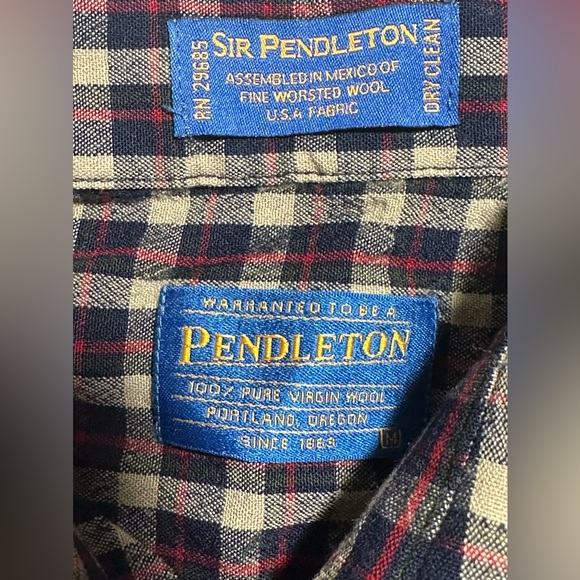 RN 29685
SIR PENDLETON
ASSEMBLED IN MEXICO OF
FINE WORSTED WOOL
U.S.A FABRIC
DRY CLEAN
WARRANTED TO BE A
PENDLETON
100% PURE VIRGIN WOOL
PORTLAND, OREGON
SINCE 1863
M